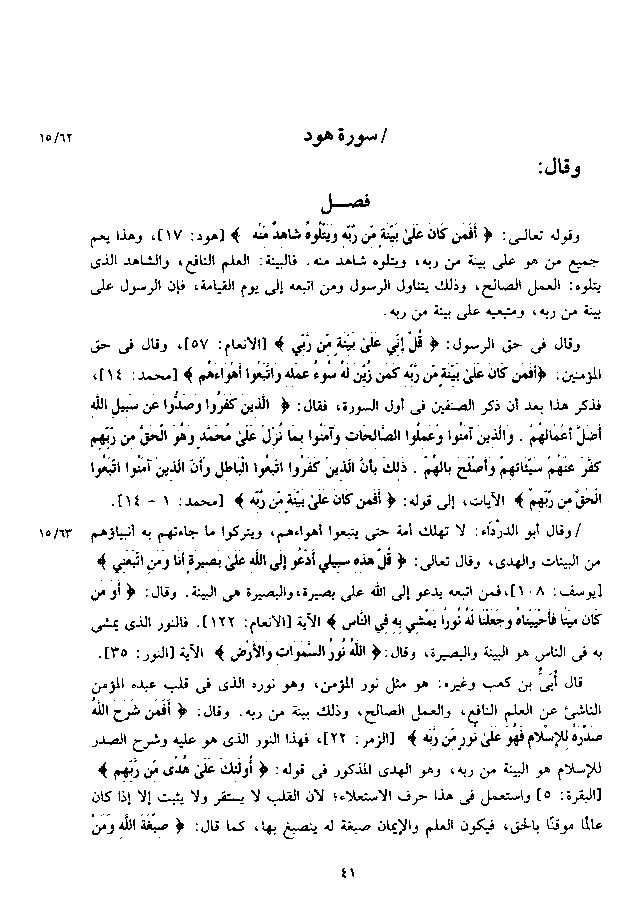 / سورة هود ١٥/٦٢
وقال:
فصــل
وقوله تعالى: ﴿ أَفَمَن كَانَ عَلَىٰ بَيِّنَةٍ مِّن رَّبِّهِ وَيَتْلُوهُ شَاهِدٌ مِّنْهُ ﴾ [هود: ١٧]، وهذا يعم
جميع من هو على بينة من ربه، ويتلوه شاهد منه. فالبينة: العلم النافع، والشاهد الذى
يتلوه: العمل الصالح، وذلك يتناول الرسول ومن اتبعه إلى يوم القيامة، فإن الرسول على
بينة من ربه، ومتبعيه على بينة من ربه.
وقال فى حق الرسول: ﴿ قُلْ إِنِّي عَلَىٰ بَيِّنَةٍ مِّن رَّبِّي ﴾ [الأنعام: ٥٧]، وقال فى حق
المؤمنين: ﴿أَفَمَن كَانَ عَلَىٰ بَيِّنَةٍ مِّن رَّبِّهِ كَمَن زُيِّنَ لَهُ سُوءُ عَمَلِهِ وَاتَّبَعُوا أَهْوَاءَهُم ﴾ [محمد: ١٤]،
فذكر هذا بعد أن ذكر الصنفين فى أول السورة، فقال: ﴿ الَّذِينَ كَفَرُوا وَصَدُّوا عَن سَبِيلِ اللَّهِ
أَضَلَّ أَعْمَالَهُمْ . وَالَّذِينَ آمَنُوا وَعَمِلُوا الصَّالِحَاتِ وَآمَنُوا بِمَا نُزِّلَ عَلَىٰ مُحَمَّدٍ وَهُوَ الْحَقُّ مِن رَّبِّهِمْ
كَفَّرَ عَنْهُمْ سَيِّئَاتِهِمْ وَأَصْلَحَ بَالَهُمْ . ذَلِكَ بِأَنَّ الَّذِينَ كَفَرُوا اتَّبَعُوا الْبَاطِلَ وَأَنَّ الَّذِينَ آمَنُوا اتَّبَعُوا
الْحَقَّ مِن رَّبِّهِمْ ﴾ الآيات، إلى قوله: ﴿ أَفَمَن كَانَ عَلَىٰ بَيِّنَةٍ مِّن رَّبِّهِ ﴾ [محمد: ١ - ١٤].
/ وقال أبو الدرْدَاء: لا تهلك أمة حتى يتبعوا أهواءهم، ويتركوا ما جاءتهم به أنبياؤهم ١٥/٦٣
من البينات والهدى، وقال تعالى: ﴿ قُلْ هَذِهِ سَبِيلِي أَدْعُو إِلَى اللَّهِ عَلَىٰ بَصِيرَةٍ أَنَا وَمَنِ اتَّبَعَنِي ﴾
[يوسف: ١٠٨]،فمن اتبعه يدعو إلى الله على بصيرة،والبصيرة هى البينة. وقال: ﴿ أَوَ مَن
كَانَ مَيْتًا فَأَحْيَيْنَاهُ وَجَعَلْنَا لَهُ نُورًا يَمْشِي بِهِ فِي النَّاسِ ﴾ الآية [الأنعام: ١٢٢]. فالنور الذى يمشى
به فى الناس هو البينة والبصيرة، وقال:﴿ اللَّهُ نُورُ السَّمَوَاتِ وَالأَرْضِ ﴾ الآية [النور: ٣٥].
قال أُبَىُّ بن كعب وغيره: هو مثل نور المؤمن، وهو نوره الذى فى قلب عبده المؤمن
الناشئ عن العلم النافع، والعمل الصالح، وذلك بينة من ربه. وقال: ﴿ أَفَمَن شَرَحَ اللَّهُ
صَدْرَهُ لِلإِسْلامِ فَهُوَ عَلَىٰ نُورٍ مِّن رَّبِّهِ ﴾ [الزمر: ٢٢]، فهذا النور الذى هو عليه وشرح الصدر
للإسلام هو البينة من ربه، وهو الهدى المذكور فى قوله: ﴿ أُولَئِكَ عَلَىٰ هُدًى مِّن رَّبِّهِمْ ﴾
[البقرة: ٥] واستعمل فى هذا حرف الاستعلاء؛ لأن القلب لا يستقر ولا يثبت إلا إذا كان
عالمًا موقنًا بالحق، فيكون العلم والإيمان صبغة له ينصبغ بها، كما قال: ﴿ صِبْغَةَ اللَّهِ وَمَنْ
٤١